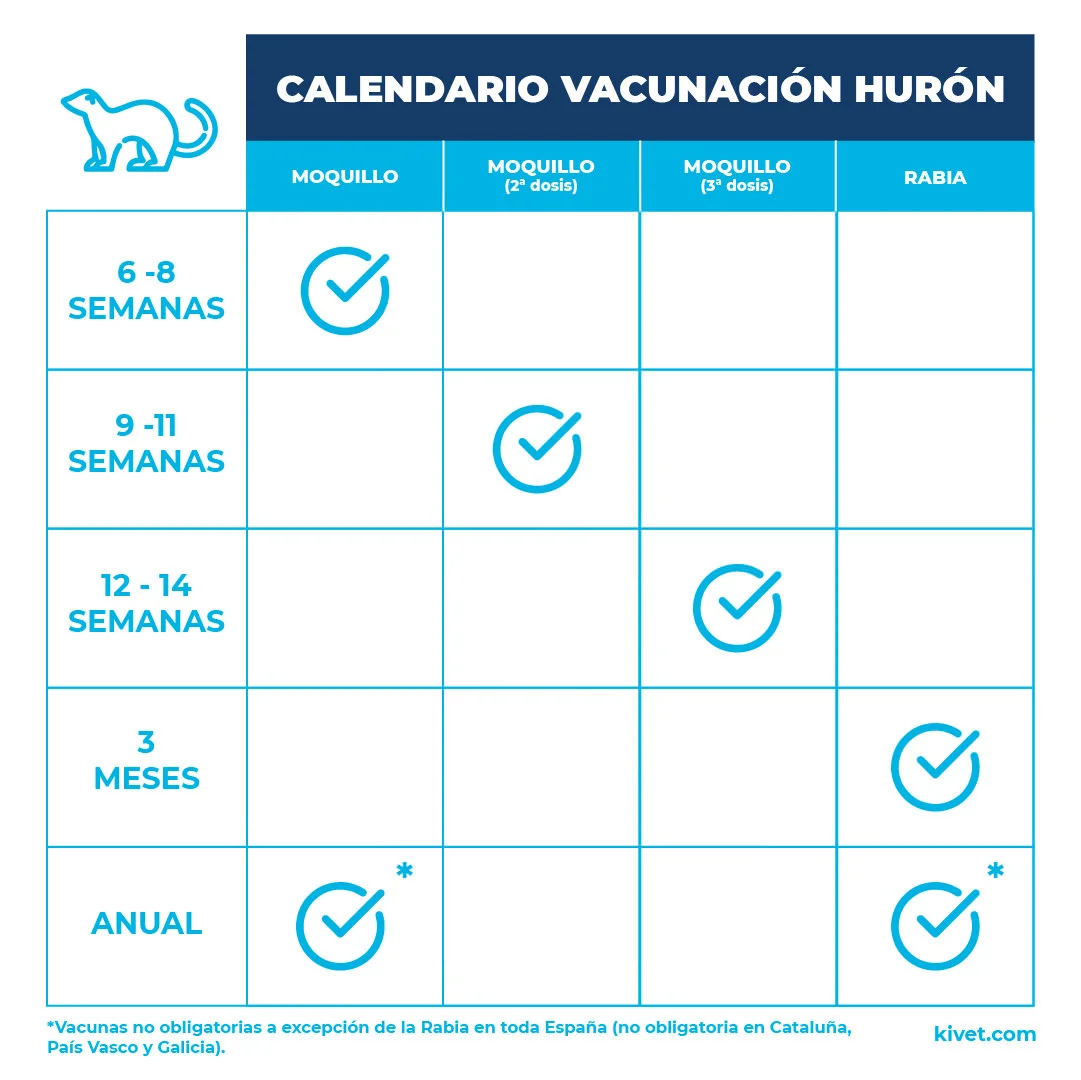 CALENDARIO VACUNACIÓN HURÓN
MOQUILLO
MOQUILLO
(2ª dosis)
MOQUILLO
(3ª dosis)
RABIA
6 -8
SEMANAS
9 -11
SEMANAS
12 - 14
SEMANAS
3
MESES
ANUAL
*
*
*Vacunas no obligatorias a excepción de la Rabia en toda España (no obligatoria en Cataluña,
País Vasco y Galicia).
kivet.com